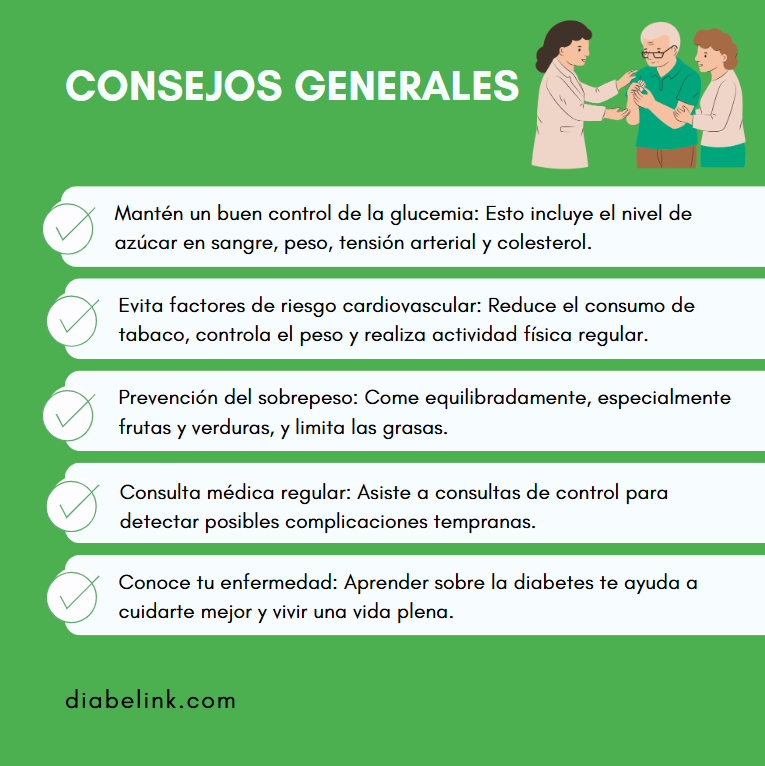 CONSEJOS GENERALES
Mantén un buen control de la glucemia: Esto incluye el nivel de
azúcar en sangre, peso, tensión arterial y colesterol.
Evita factores de riesgo cardiovascular: Reduce el consumo de
tabaco, controla el peso y realiza actividad física regular.
Prevención del sobrepeso: Come equilibradamente, especialmente
frutas y verduras, y limita las grasas.
Consulta médica regular: Asiste a consultas de control para
detectar posibles complicaciones tempranas.
Conoce tu enfermedad: Aprender sobre la diabetes te ayuda a
cuidarte mejor y vivir una vida plena.
diabelink.com